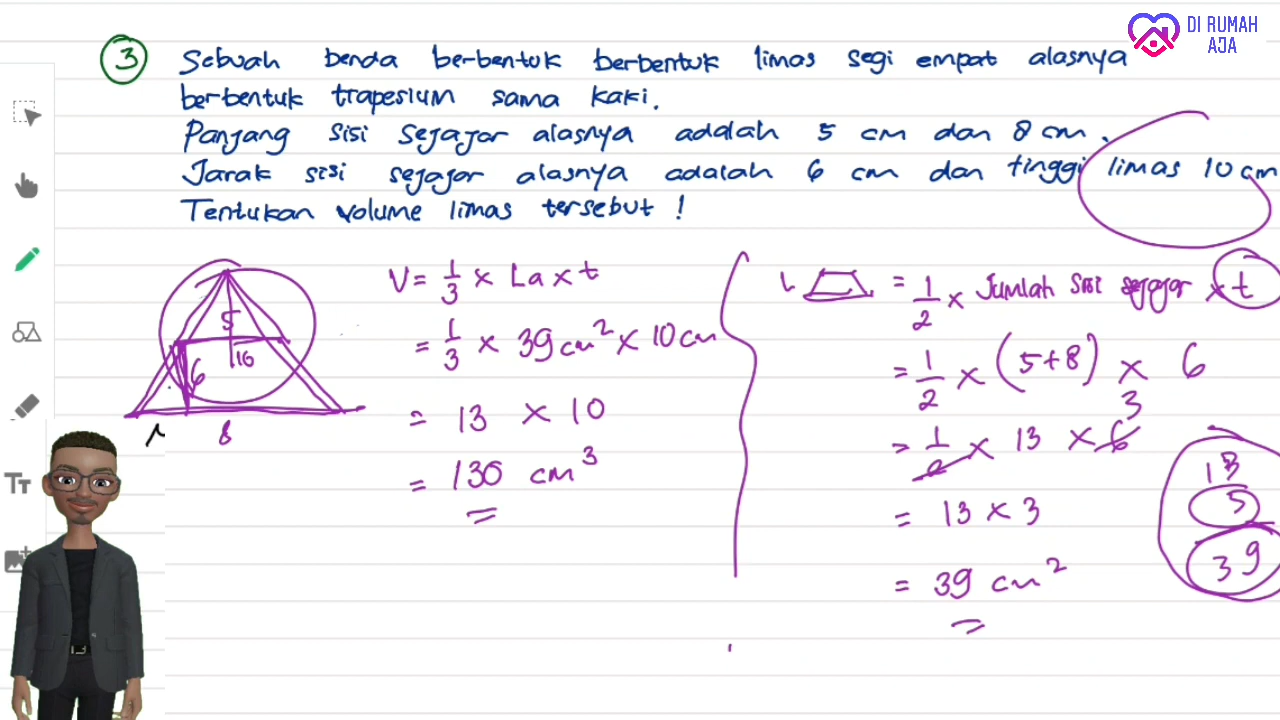 DI RUMAH
AJA
3 Sebuah benda berbentuk berbentuk limas segi empat alasnya
berbentuk trapesium sama kaki.
Panjang sisi sejajar alasnya adalah 5 cm dan 8 cm.
Jarak sisi sejajar alasnya adalah 6 cm dan tinggi limas 10 cm
Tentukan volume limas tersebut !
5
10
6
8
V = 1/3 × La × t
= 1/3 × 39 cm² × 10 cm
= 13 × 10
= 130 cm³
L = 1/2 × Jumlah sisi sejajar × t
= 1/2 × (5+8) × 6
3
= 1/2 × 13 × 6
= 13 × 3
= 39 cm²
13
5
39
Tт